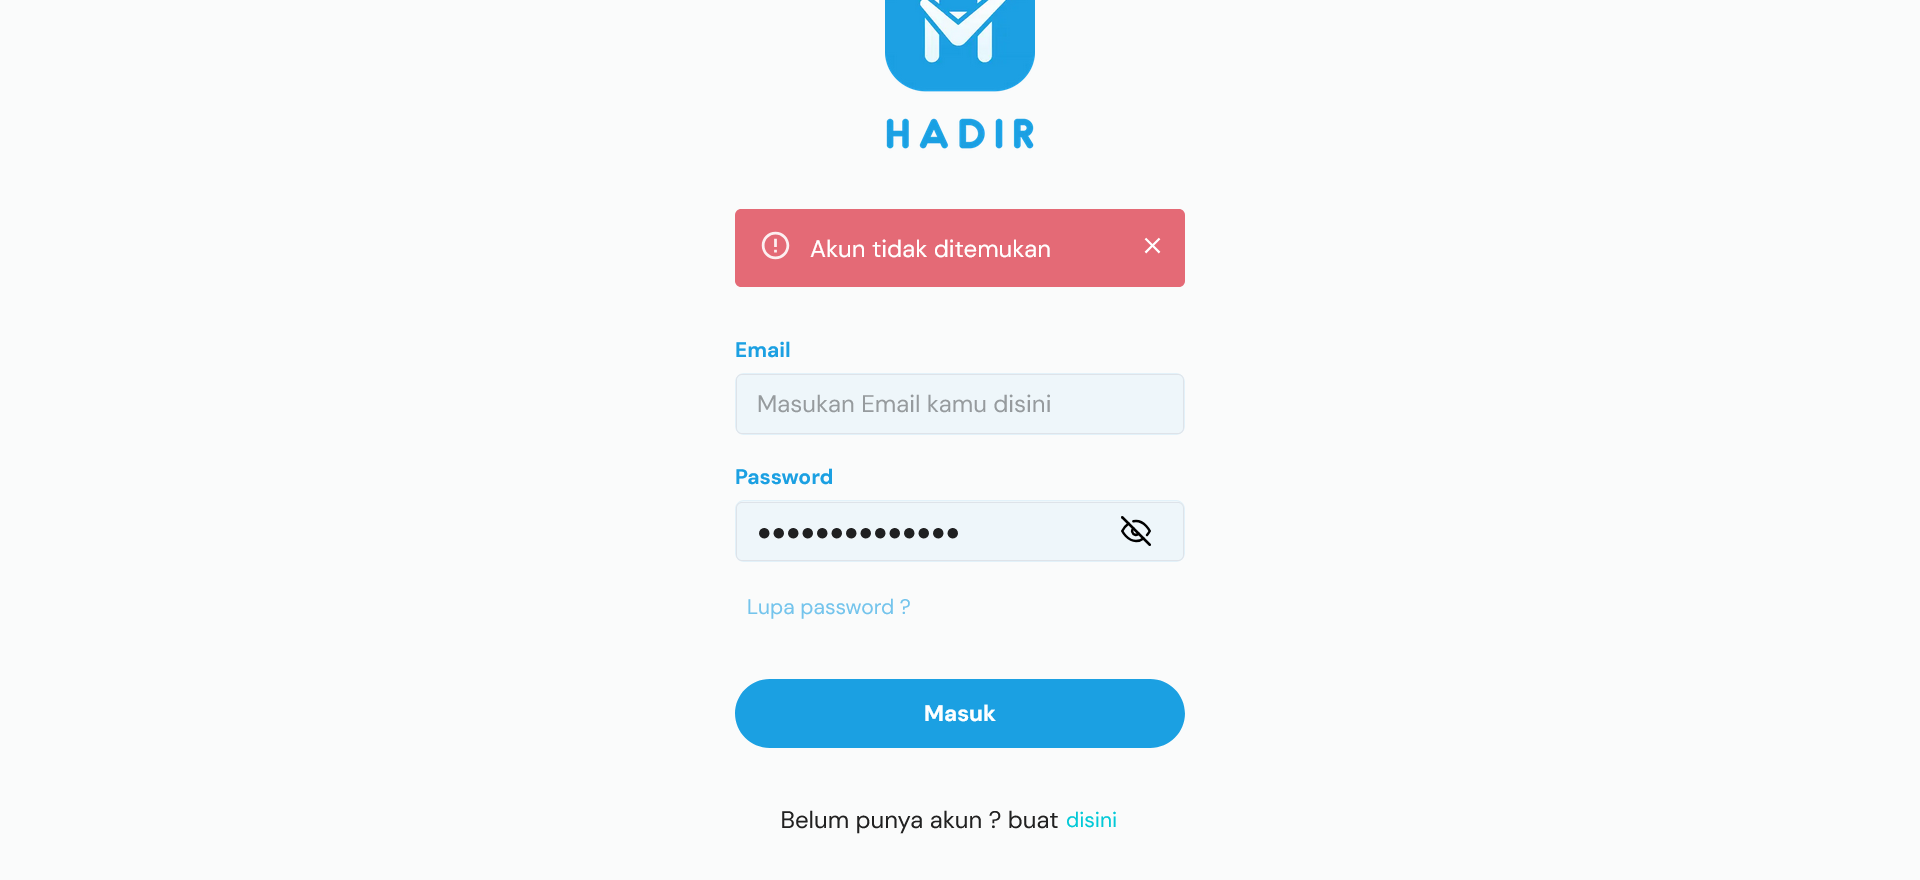 HADIR
Akun tidak ditemukan
Email
Masukan Email kamu disini
Password
••••••••••••••
Lupa password ?
Masuk
Belum punya akun ? buat disini